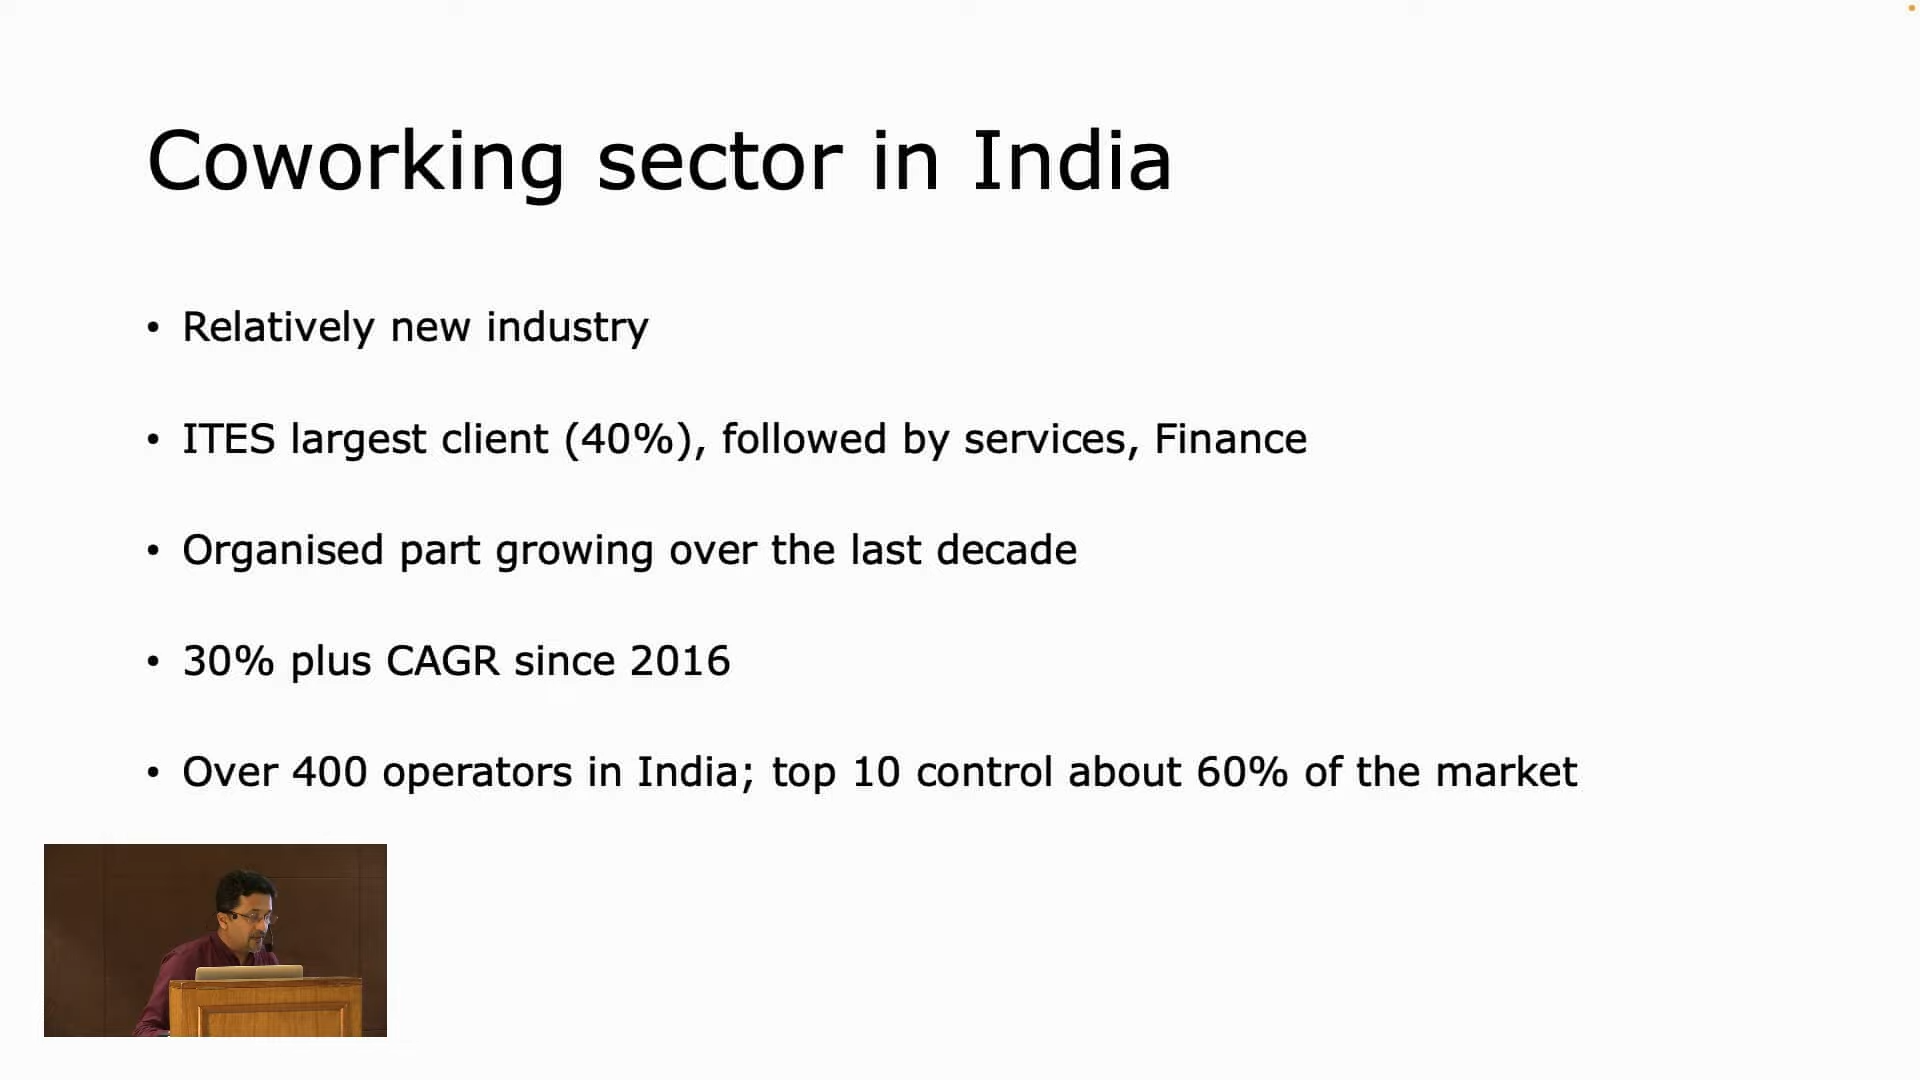 Coworking sector in India
• Relatively new industry
• ITES largest client (40%), followed by services, Finance
• Organised part growing over the last decade
• 30% plus CAGR since 2016
• Over 400 operators in India; top 10 control about 60% of the market